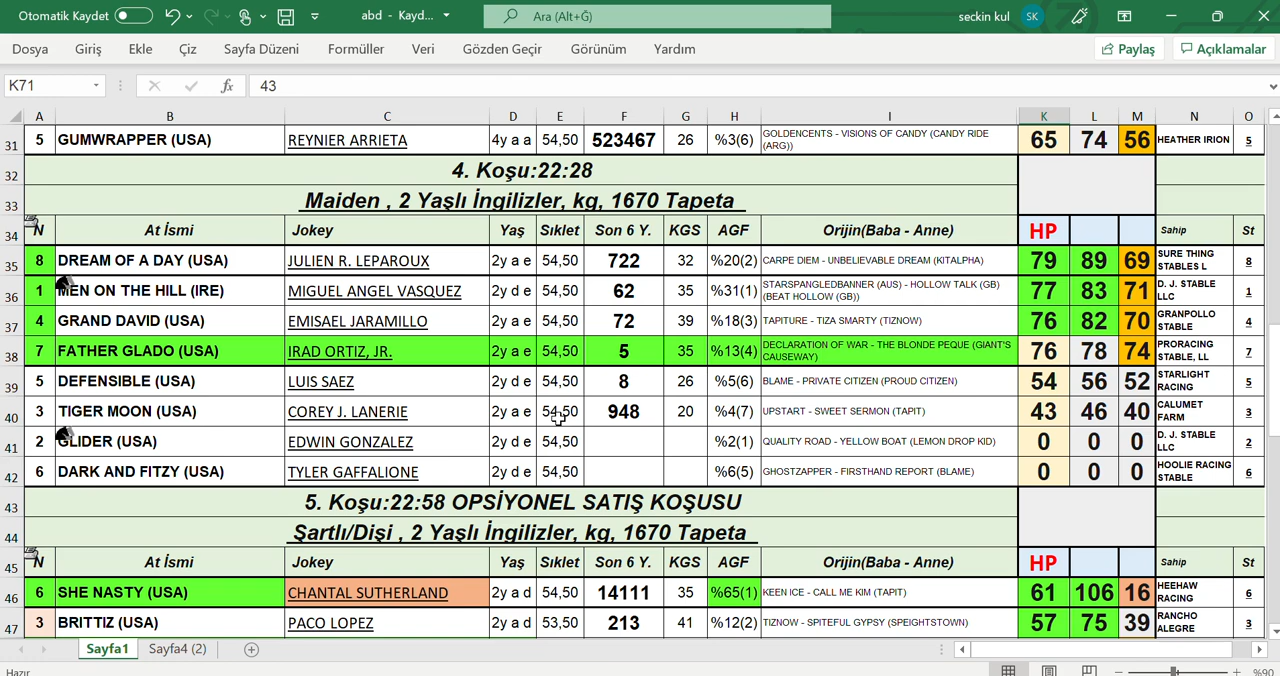 Otomatik Kaydet abd - Kayd... Ara (Alt+Ğ) seckin kul SK
Dosya Giriş Ekle Çiz Sayfa Düzeni Formüller Veri Gözden Geçir Görünüm Yardım Paylaş Açıklamalar
K71 fx 43
A B C D E F G H I K L M N O
31 5 GUMWRAPPER (USA) REYNIER ARRIETA 4y a a 54,50 523467 26 %3(6) GOLDENCENTS - VISIONS OF CANDY (CANDY RIDE (ARG)) 65 74 56 HEATHER IRION 5
32 4. Koşu:22:28
33 Maiden , 2 Yaşlı İngilizler, kg, 1670 Tapeta
34 N At İsmi Jokey Yaş Sıklet Son 6 Y. KGS AGF Orijin(Baba - Anne) HP Sahip St
35 8 DREAM OF A DAY (USA) JULIEN R. LEPAROUX 2y a e 54,50 722 32 %20(2) CARPE DIEM - UNBELIEVABLE DREAM (KITALPHA) 79 89 69 SURE THING STABLES L 8
36 1 MEN ON THE HILL (IRE) MIGUEL ANGEL VASQUEZ 2y a e 54,50 62 35 %31(1) STARSPANGLEDBANNER (AUS) - HOLLOW TALK (GB) (BEAT HOLLOW (GB)) 77 83 71 D. J. STABLE LLC 1
37 4 GRAND DAVID (USA) EMISAEL JARAMILLO 2y a e 54,50 72 39 %18(3) TAPITURE - TIZA SMARTY (TIZNOW) 76 82 70 GRANPOLLO STABLE 4
38 7 FATHER GLADO (USA) IRAD ORTIZ, JR. 2y a e 54,50 5 35 %13(4) DECLARATION OF WAR - THE BLONDE PEQUE (GIANT'S CAUSEWAY) 76 78 74 PRORACING STABLE, LL 7
39 5 DEFENSIBLE (USA) LUIS SAEZ 2y d e 54,50 8 26 %5(6) BLAME - PRIVATE CITIZEN (PROUD CITIZEN) 54 56 52 STARLIGHT RACING 5
40 3 TIGER MOON (USA) COREY J. LANERIE 2y a e 54,50 948 20 %4(7) UPSTART - SWEET SERMON (TAPIT) 43 46 40 CALUMET FARM 3
41 2 GLIDER (USA) EDWIN GONZALEZ 2y d e 54,50 %2(1) QUALITY ROAD - YELLOW BOAT (LEMON DROP KID) 0 0 0 D. J. STABLE LLC 2
42 6 DARK AND FITZY (USA) TYLER GAFFALIONE 2y d e 54,50 %6(5) GHOSTZAPPER - FIRSTHAND REPORT (BLAME) 0 0 0 HOOLIE RACING STABLE 6
43 5. Koşu:22:58 OPSİYONEL SATIŞ KOŞUSU
44 Şartlı/Dişi , 2 Yaşlı İngilizler, kg, 1670 Tapeta
45 N At İsmi Jokey Yaş Sıklet Son 6 Y. KGS AGF Orijin(Baba - Anne) HP Sahip St
46 6 SHE NASTY (USA) CHANTAL SUTHERLAND 2y a d 54,50 14111 35 %65(1) KEEN ICE - CALL ME KIM (TAPIT) 61 106 16 HEEHAW RACING 6
47 3 BRITTIZ (USA) PACO LOPEZ 2y a d 53,50 213 41 %12(2) TIZNOW - SPITEFUL GYPSY (SPEIGHTSTOWN) 57 75 39 RANCHO ALEGRE 3
Sayfa1 Sayfa4 (2)
Hazır %90